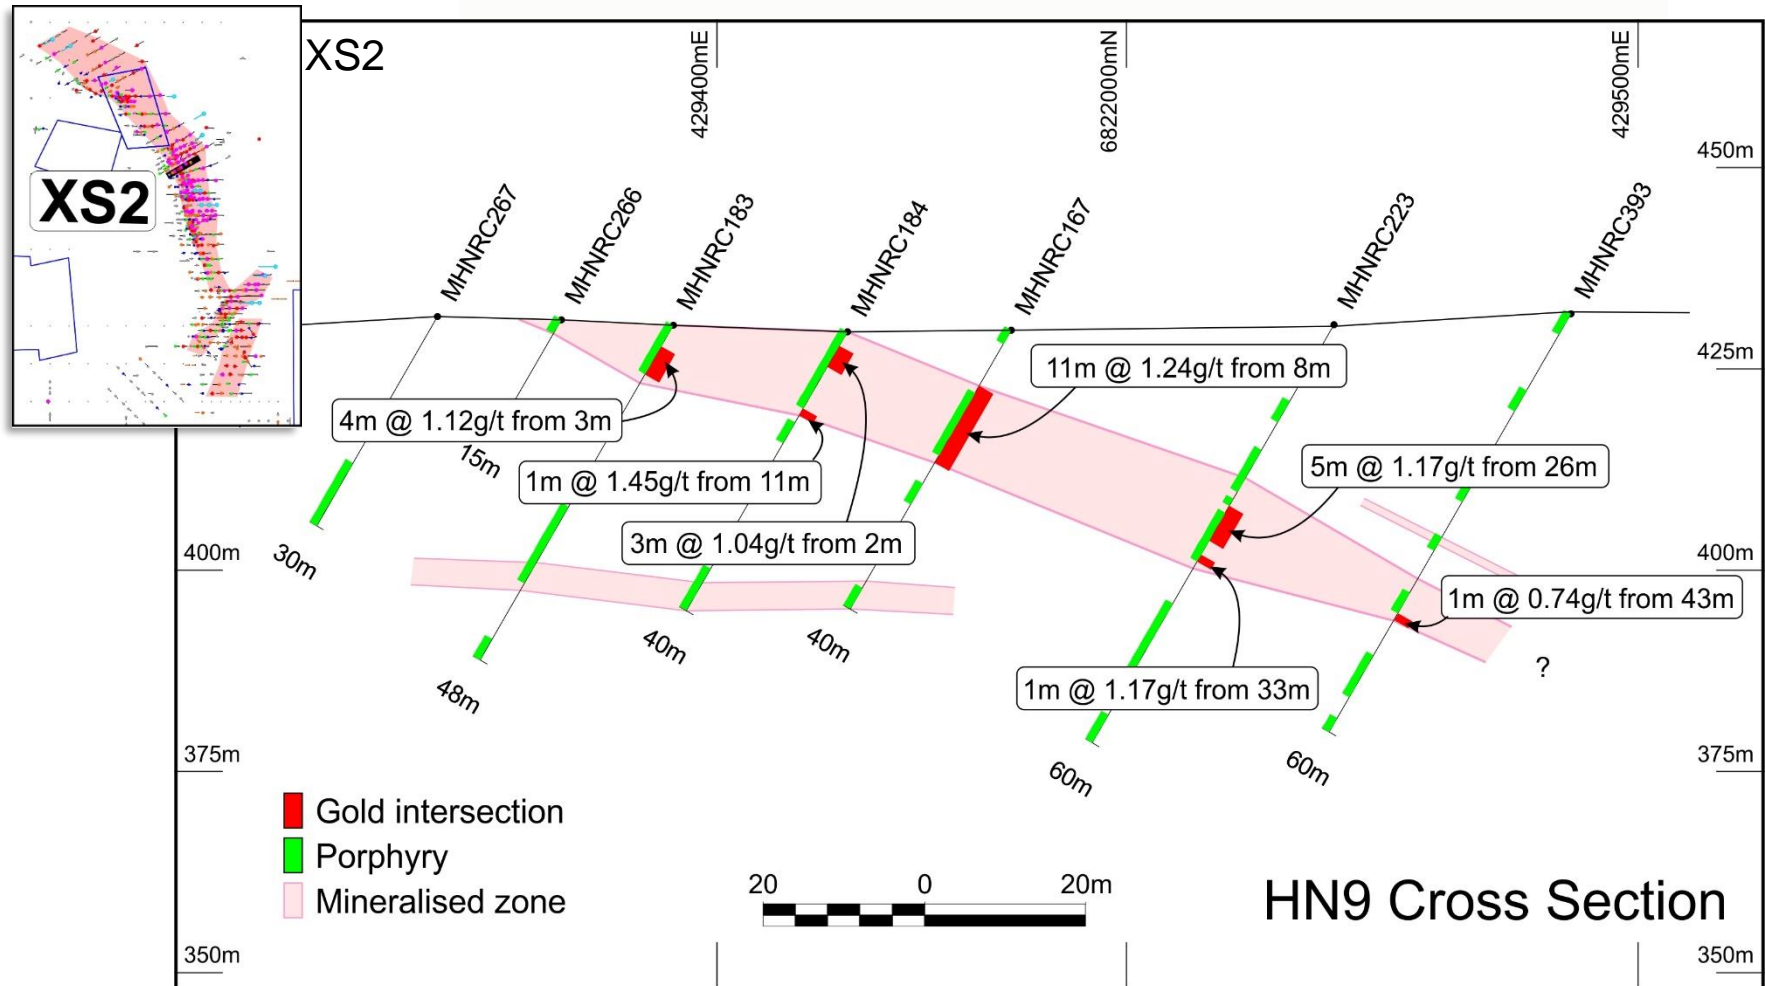 XS2
XS2
429400mE
6822000mN
429500mE
450m
MHNRC267
MHNRC266
MHNRC183
MHNRC184
MHNRC167
MHNRC223
MHNRC393
425m
11m @ 1.24g/t from 8m
4m @ 1.12g/t from 3m
15m
1m @ 1.45g/t from 11m
5m @ 1.17g/t from 26m
3m @ 1.04g/t from 2m
400m
30m
400m
1m @ 0.74g/t from 43m
40m
40m
?
48m
1m @ 1.17g/t from 33m
60m
60m
375m
375m
Gold intersection
Porphyry
Mineralised zone
20 0 20m
HN9 Cross Section
350m
350m